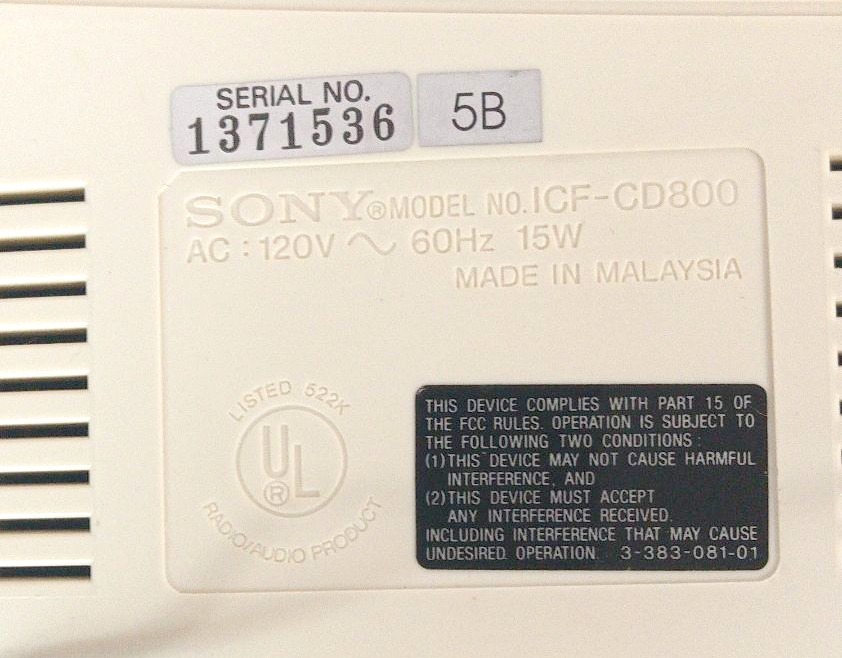 SERIAL NO.
1371536
5B
SONY® MODEL NO. ICF-CD800
AC : 120V ~ 60Hz 15W
MADE IN MALAYSIA
LISTED 522K
UL®
RADIO/AUDIO PRODUCT
THIS DEVICE COMPLIES WITH PART 15 OF
THE FCC RULES. OPERATION IS SUBJECT TO
THE FOLLOWING TWO CONDITIONS :
(1) THIS DEVICE MAY NOT CAUSE HARMFUL
INTERFERENCE, AND
(2) THIS DEVICE MUST ACCEPT
ANY INTERFERENCE RECEIVED.
INCLUDING INTERFERENCE THAT MAY CAUSE
UNDESIRED OPERATION. 3-383-081-01